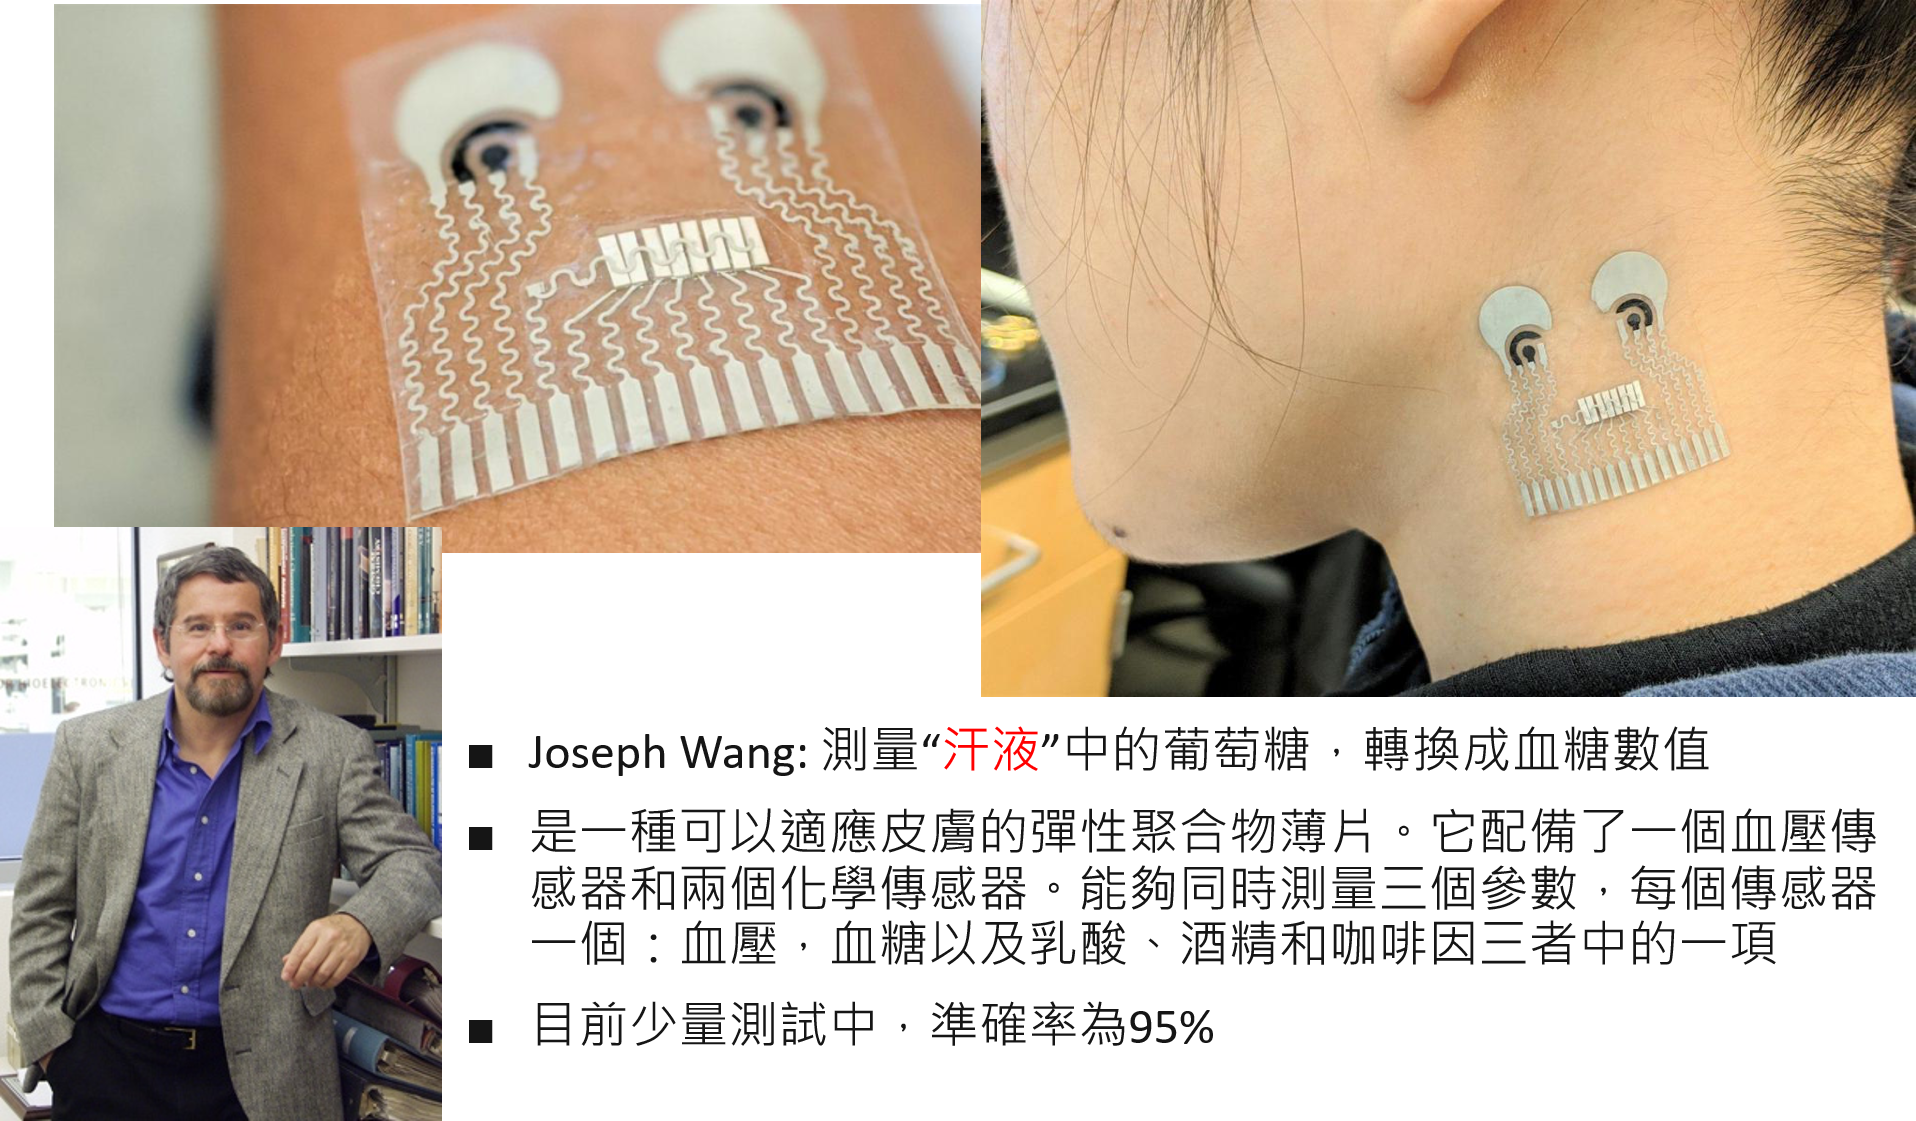 ■ Joseph Wang: 測量“汗液”中的葡萄糖，轉換成血糖數值
■ 是一種可以適應皮膚的彈性聚合物薄片。它配備了一個血壓傳
感器和兩個化學傳感器。能夠同時測量三個參數，每個傳感器
一個：血壓，血糖以及乳酸、酒精和咖啡因三者中的一項
■ 目前少量測試中，準確率為95%